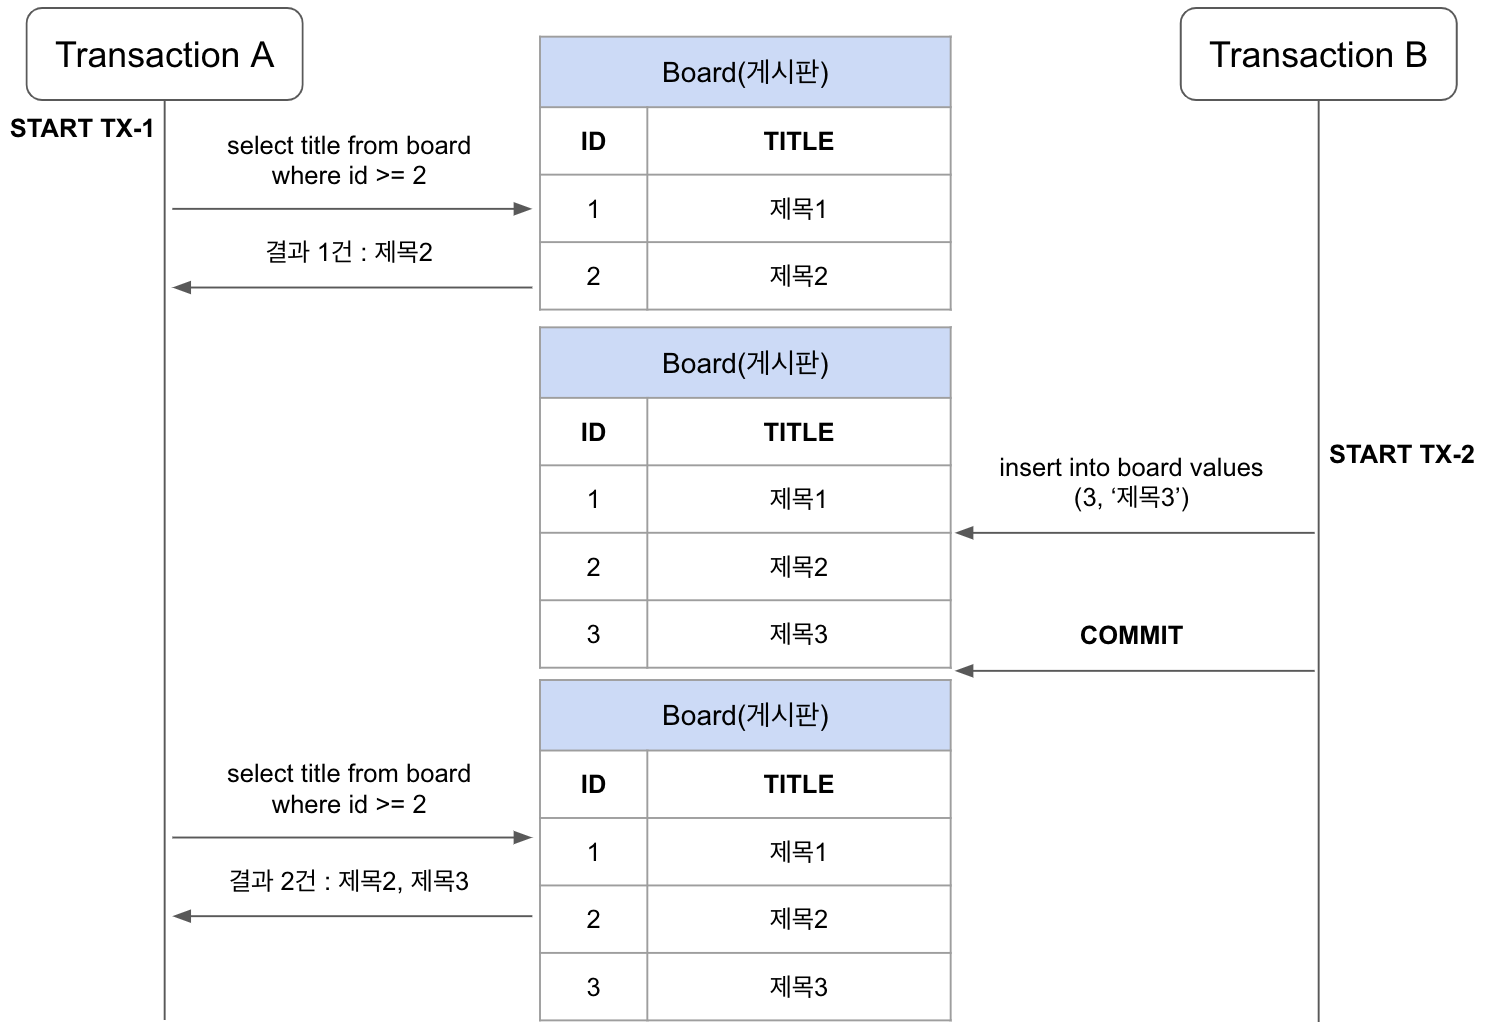 Transaction A
Transaction B
START TX-1
select title from board
where id >= 2
결과 1건 : 제목2
Board(게시판)
ID TITLE
1 제목1
2 제목2
Board(게시판)
ID TITLE
1 제목1
2 제목2
3 제목3
START TX-2
insert into board values
(3, ‘제목3’)
COMMIT
select title from board
where id >= 2
결과 2건 : 제목2, 제목3
Board(게시판)
ID TITLE
1 제목1
2 제목2
3 제목3